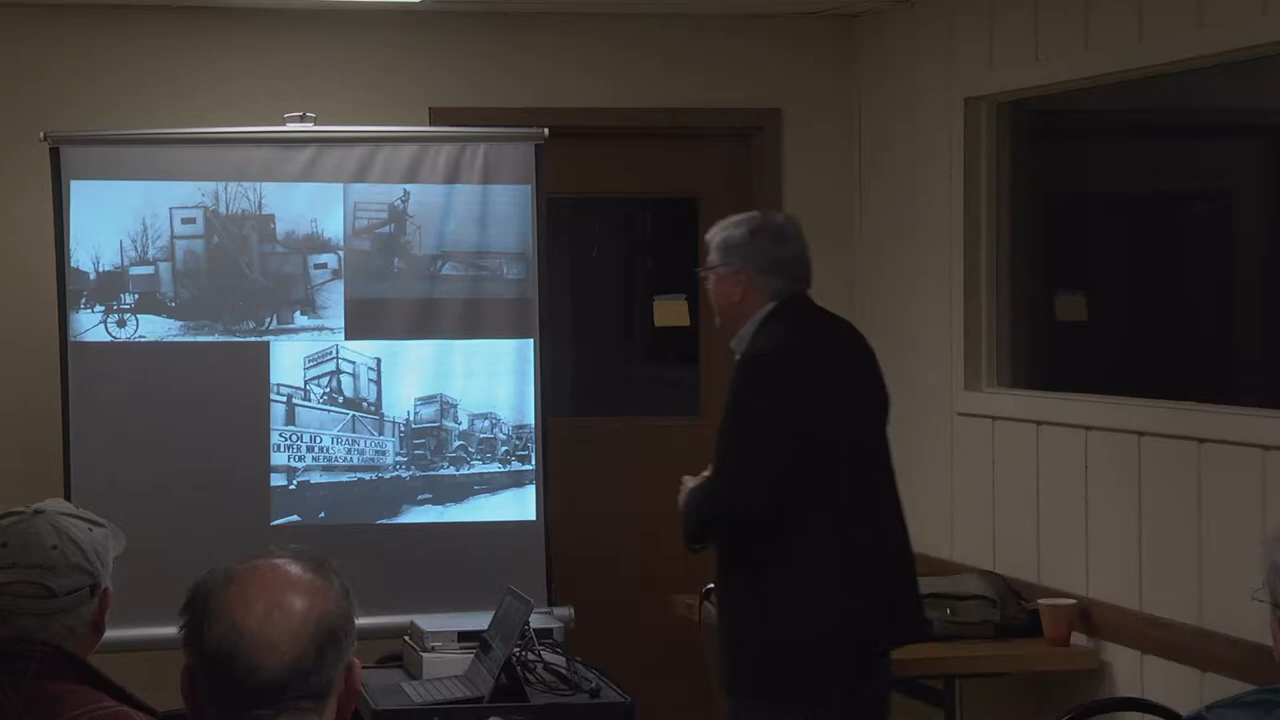 SOLID TRAIN LOAD
OLIVER NICHOLS & SHEPARD COMBINES
FOR NEBRASKA FARMERS